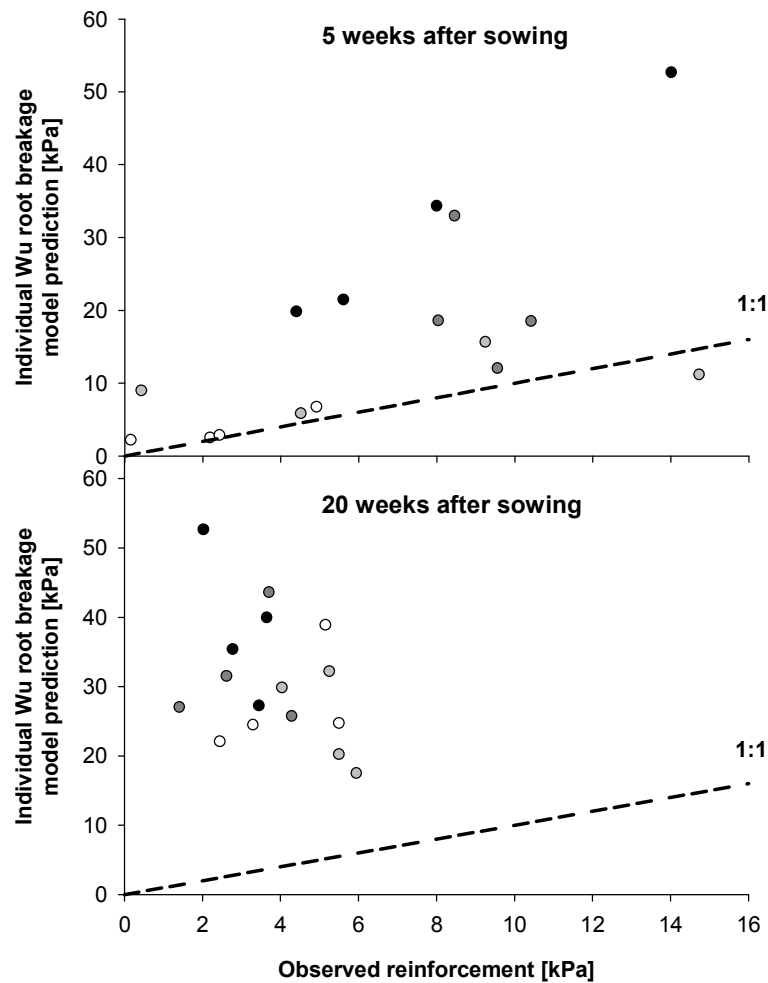 60
5 weeks after sowing
50
40
30
20
1:1
10
0
Individual Wu root breakage
model prediction [kPa]
60
20 weeks after sowing
50
40
30
20
1:1
10
0
Individual Wu root breakage
model prediction [kPa]
0 2 4 6 8 10 12 14 16
Observed reinforcement [kPa]